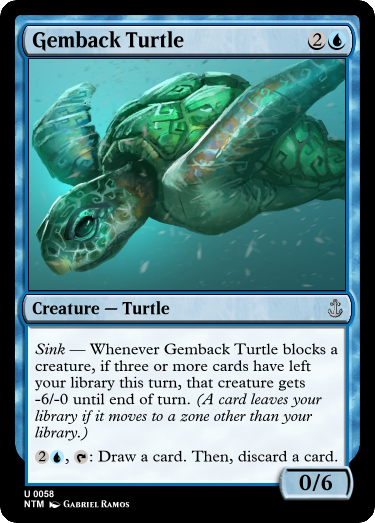 Gemback Turtle 2U
Creature — Turtle
Sink — Whenever Gemback Turtle blocks a
creature, if three or more cards have left
your library this turn, that creature gets
-6/-0 until end of turn. (A card leaves your
library if it moves to a zone other than your
library.)
2U, T: Draw a card. Then, discard a card.
0/6
U 0058
NTM Gabriel Ramos